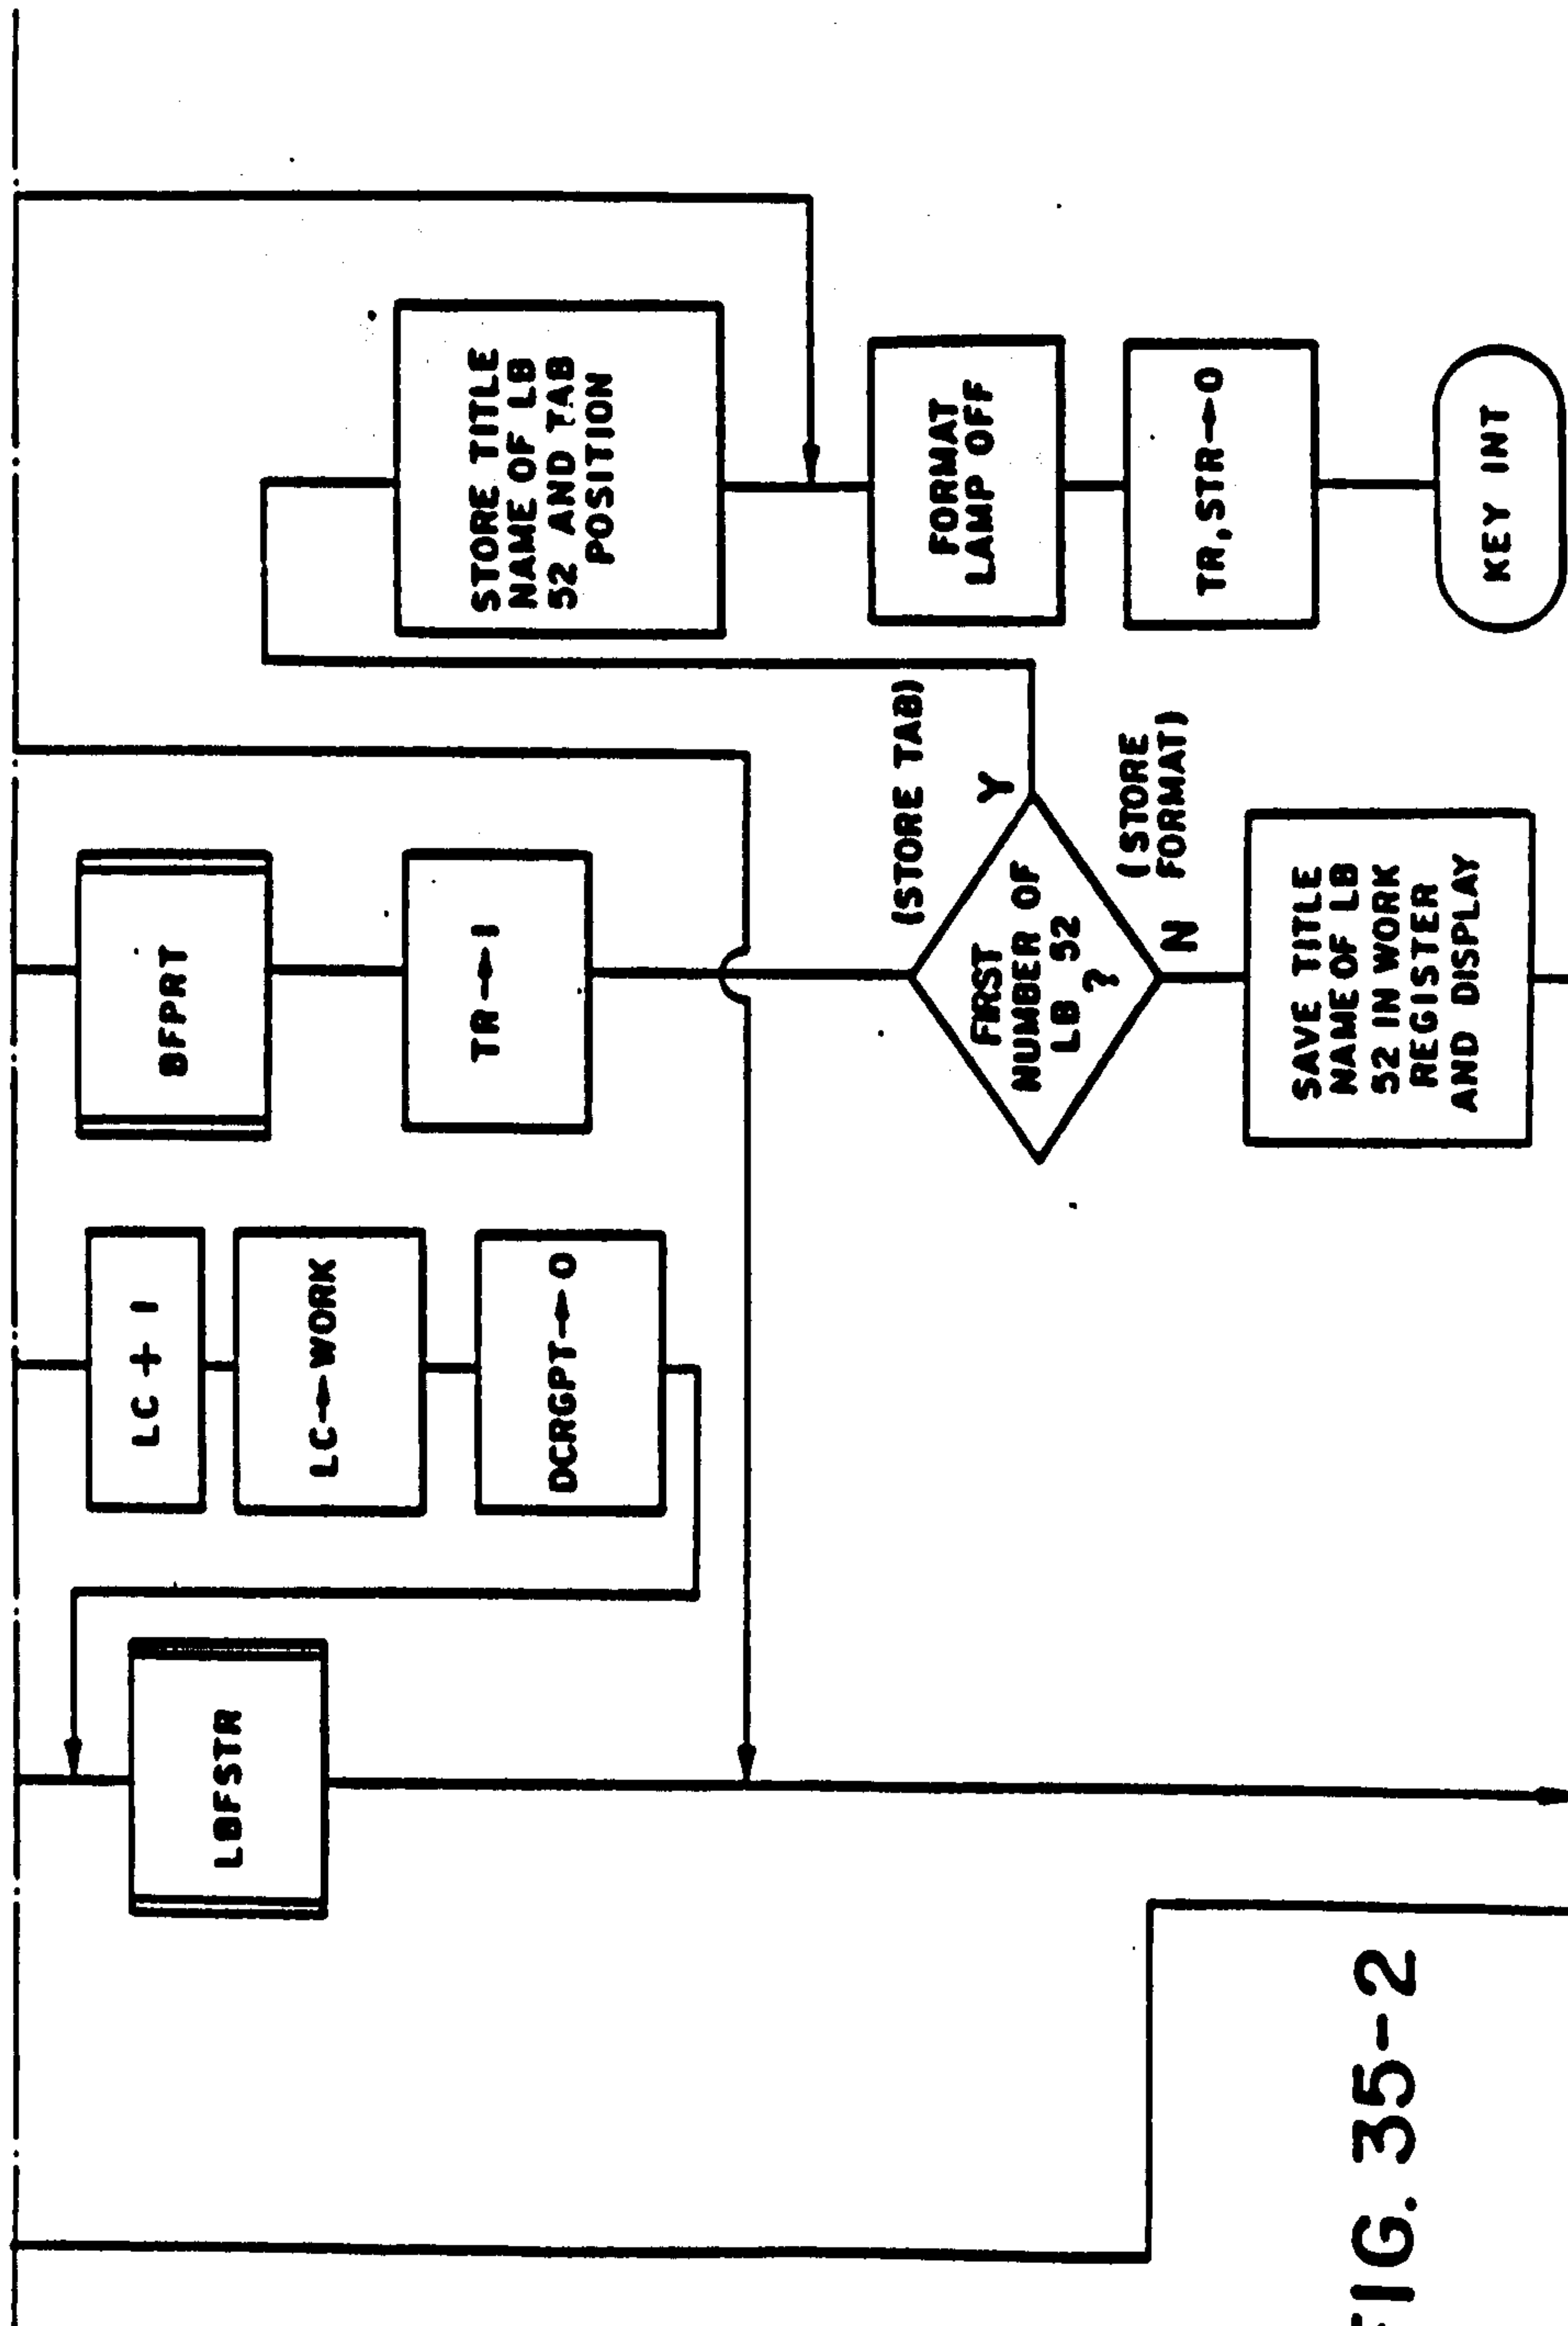 LBFSTR
LC + 1
LC→WORK
DCRGPT→0
BFPRT
TR→1
FIRST
NUMBER OF
LB 52
?
(STORE TAB)
Y
N
(STORE
FORMAT)
SAVE TITLE
NAME OF LB
52 IN WORK
REGISTER
AND DISPLAY
STORE TITLE
NAME OF LB
52 AND TAB
POSITION
FORMAT
LAMP OFF
TR, STR→0
KEY INT
FIG. 35-2